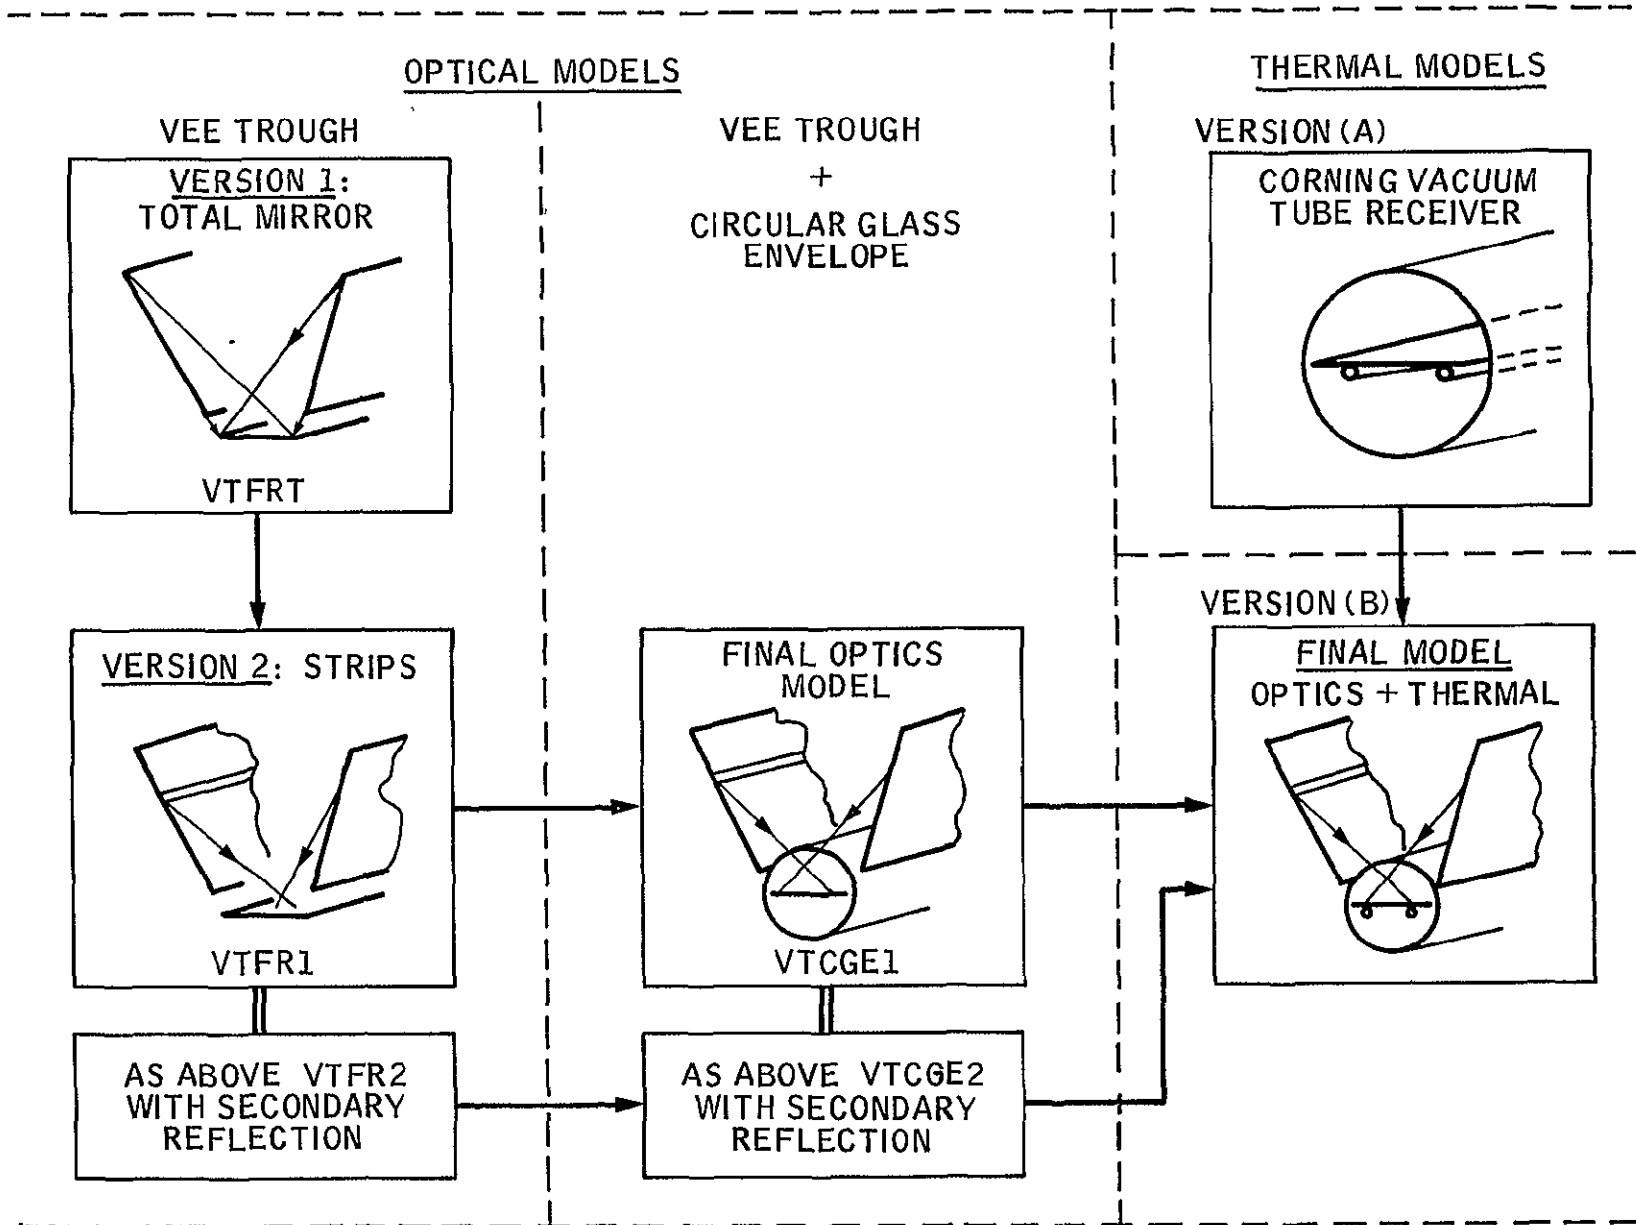 OPTICAL MODELS
THERMAL MODELS
VEE TROUGH
VERSION 1:
TOTAL MIRROR
VTFRT
VEE TROUGH
+
CIRCULAR GLASS
ENVELOPE
VERSION (A)
CORNING VACUUM
TUBE RECEIVER
VERSION 2: STRIPS
VTFR1
FINAL OPTICS
MODEL
VTCGE1
VERSION (B)
FINAL MODEL
OPTICS + THERMAL
AS ABOVE VTFR2
WITH SECONDARY
REFLECTION
AS ABOVE VTCGE2
WITH SECONDARY
REFLECTION